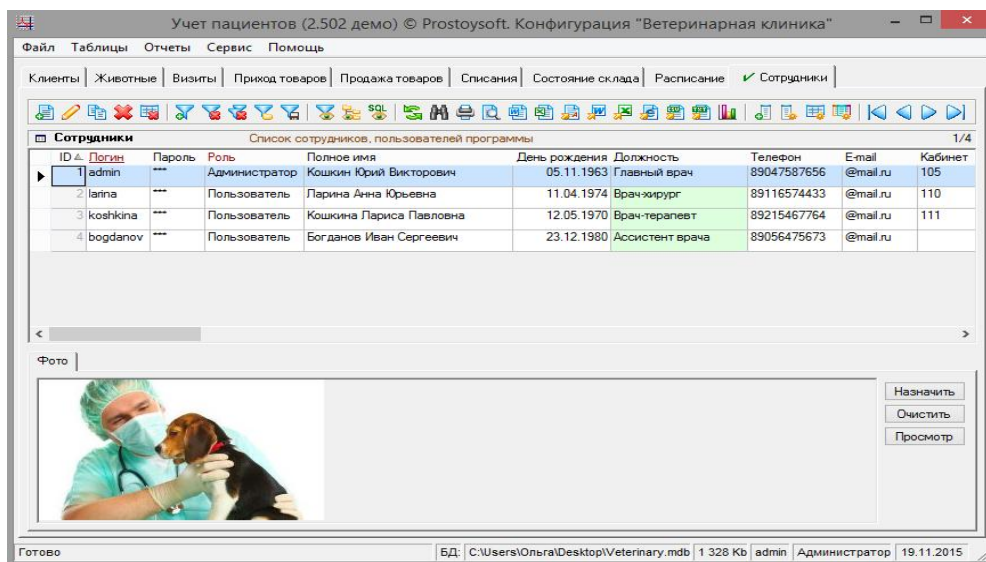 Учет пациентов (2.502 демо) © Prostoysoft. Конфигурация "Ветеринарная клиника"
Файл Таблицы Отчеты Сервис Помощь
Клиенты Животные Визиты Приход товаров Продажа товаров Списания Состояние склада Расписание Сотрудники
SQL
Сотрудники Список сотрудников, пользователей программы 1/4
ID Логин Пароль Роль Полное имя День рождения Должность Телефон E-mail Кабинет
1 admin *** Администратор Кошкин Юрий Викторович 05.11.1963 Главный врач 89047587656 @mail.ru 105
2 larina *** Пользователь Ларина Анна Юрьевна 11.04.1974 Врач-хирург 89116574433 @mail.ru 110
3 koshkina *** Пользователь Кошкина Лариса Павловна 12.05.1970 Врач-терапевт 89215467764 @mail.ru 111
4 bogdanov *** Пользователь Богданов Иван Сергеевич 23.12.1980 Ассистент врача 89056475673 @mail.ru
Фото
Назначить
Очистить
Просмотр
Готово БД: C:\Users\Ольга\Desktop\Veterinary.mdb 1 328 Kb admin Администратор 19.11.2015